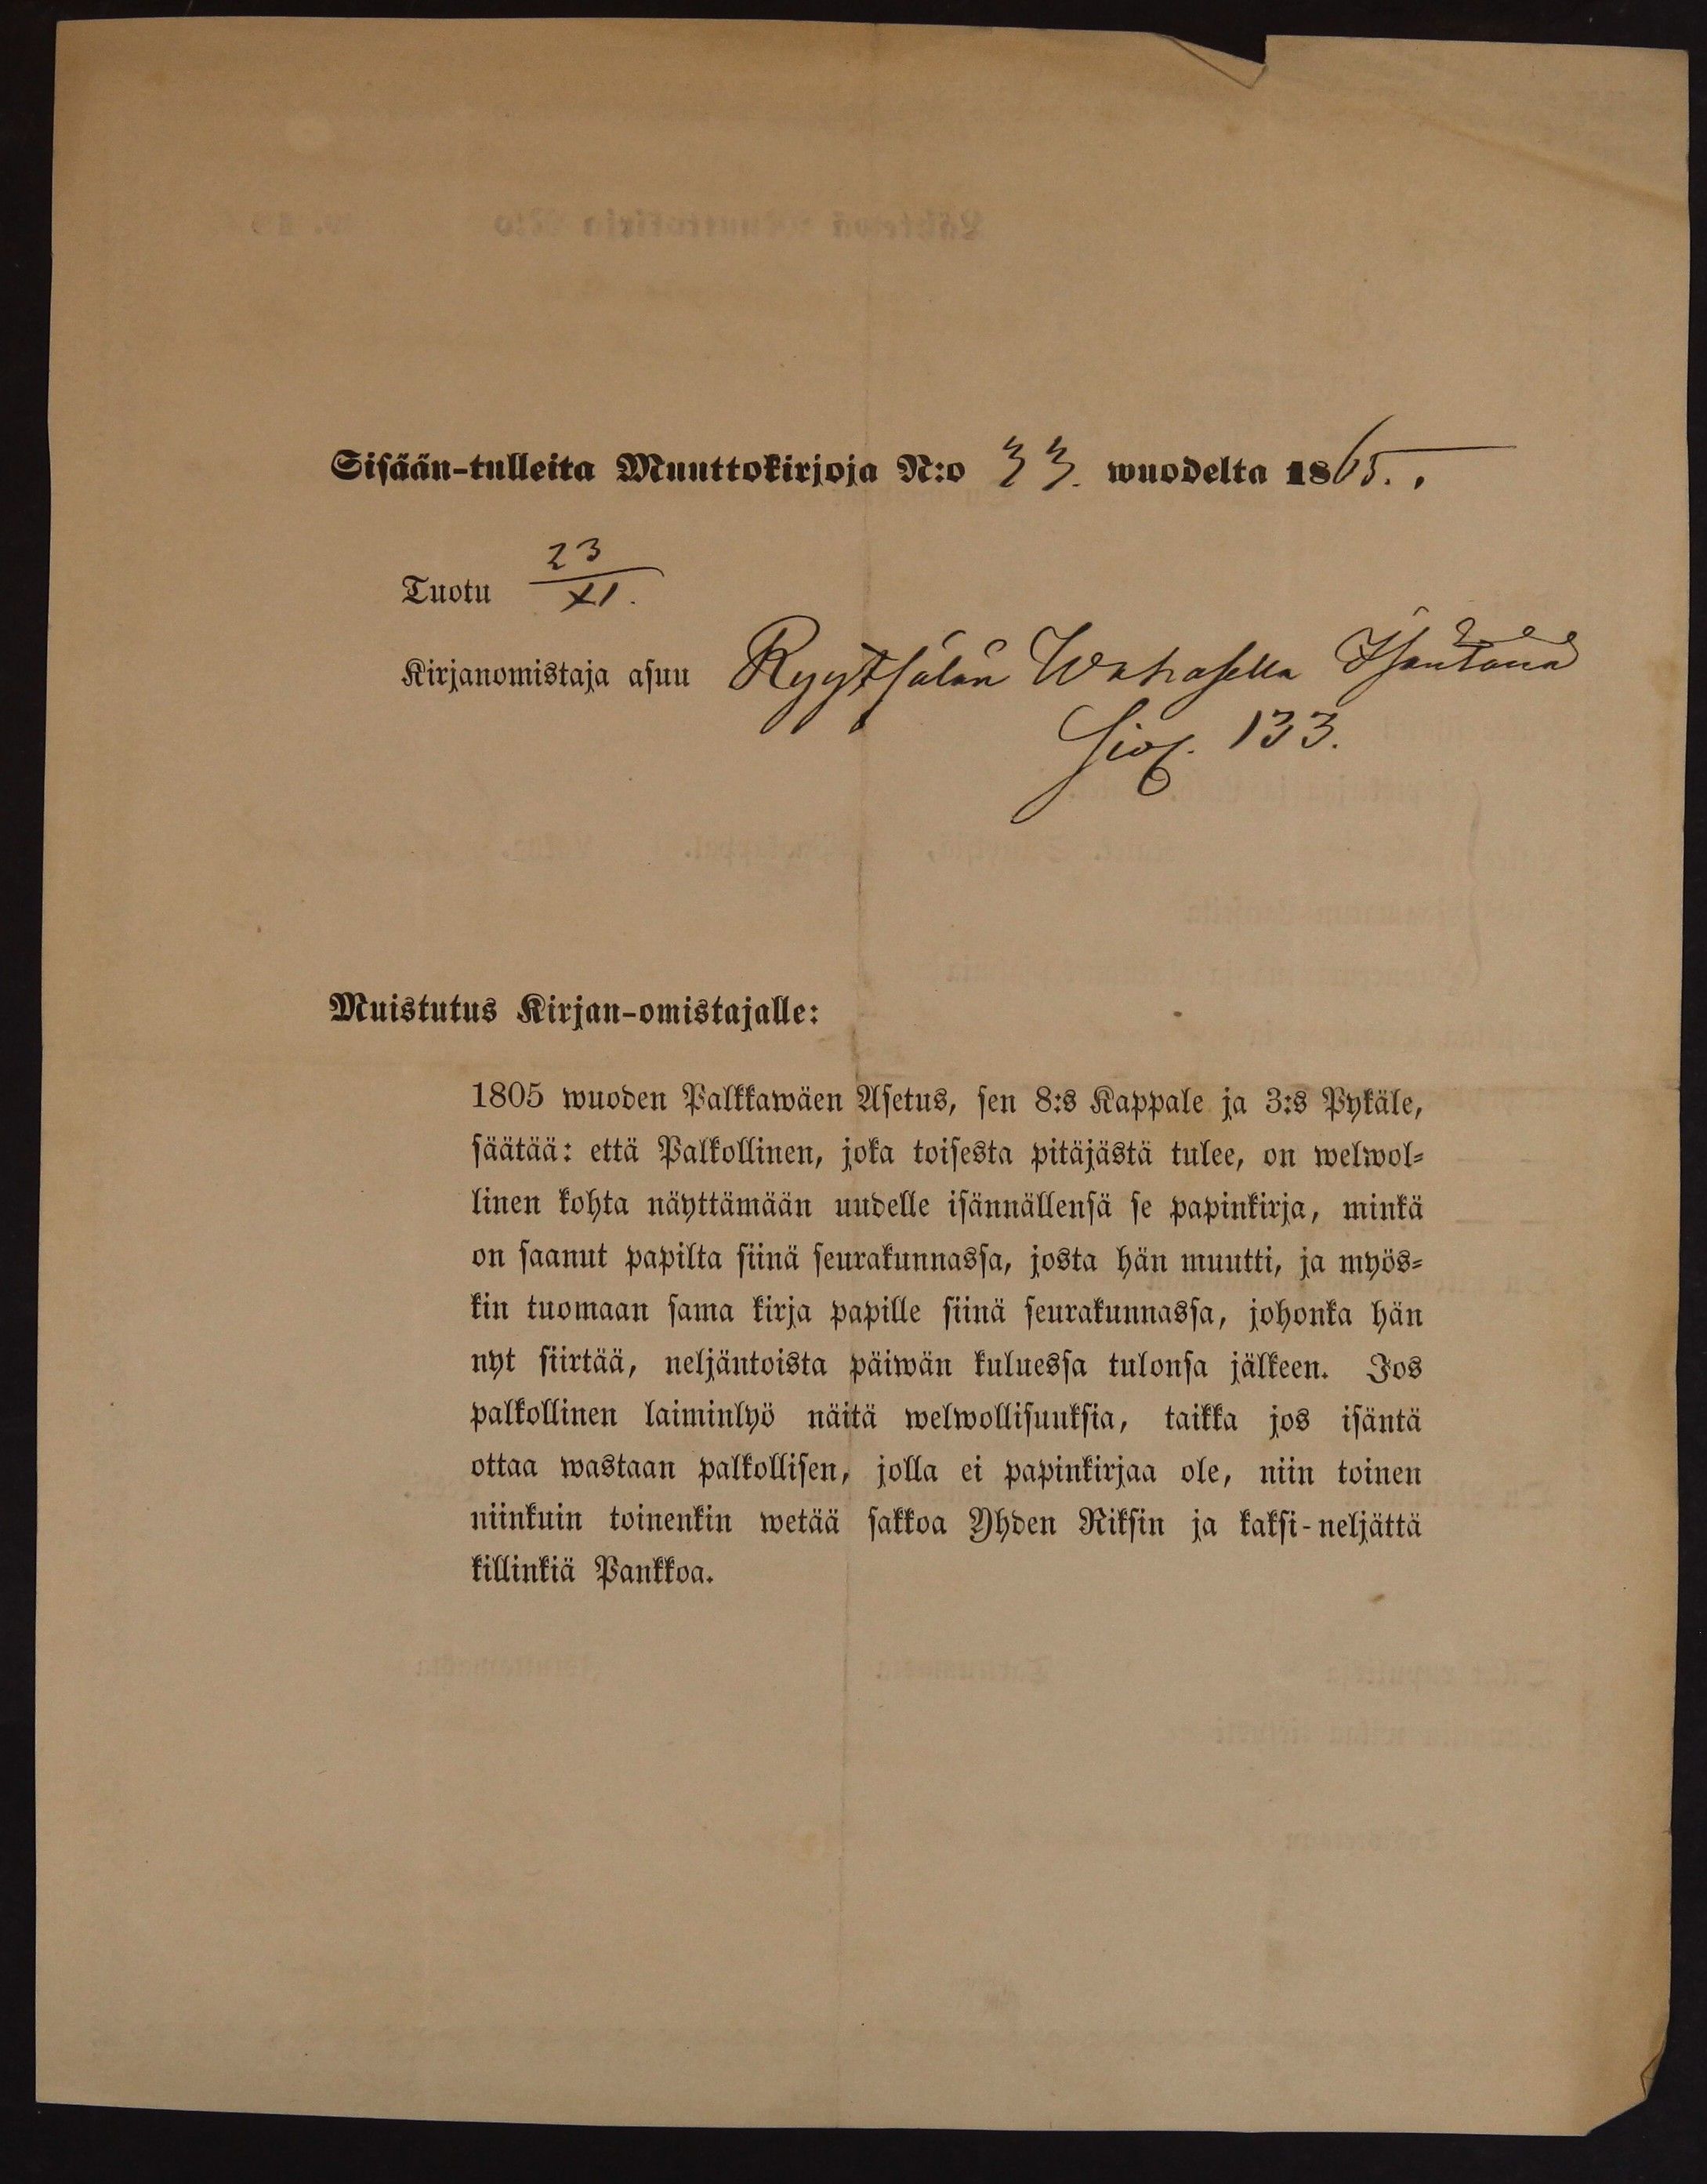 Sisään-tulleita Muuttokirjoja N:o 33. wuodelta 1865.
Tuotu 23/XI.
Kirjanomistaja asuu Isäntänä
133.
Muistutus Kirjan-omistajalle:
1805 wuoden Palkkawäen Asetus, sen 8:s Kappale ja 3:s Pykäle,
säätää: että Palkollinen, joka toisesta pitäjästä tulee, on welwol-
linen kohta näyttämään uudelle isännällensä se papinkirja, minkä
on saanut papilta siinä seurakunnassa, josta hän muutti, ja myös-
kin tuomaan sama kirja papille siinä seurakunnassa, johonka hän
nyt siirtää, neljäntoista päiwän kuluessa tulonsa jälkeen. Jos
palkollinen laiminlyö näitä welwollisuuksia, taikka jos isäntä
ottaa wastaan palkollisen, jolla ei papinkirjaa ole, niin toinen
niinkuin toinenkin wetää sakkoa Yhden Riksin ja kaksi-neljättä
killinkiä Pankkoa.